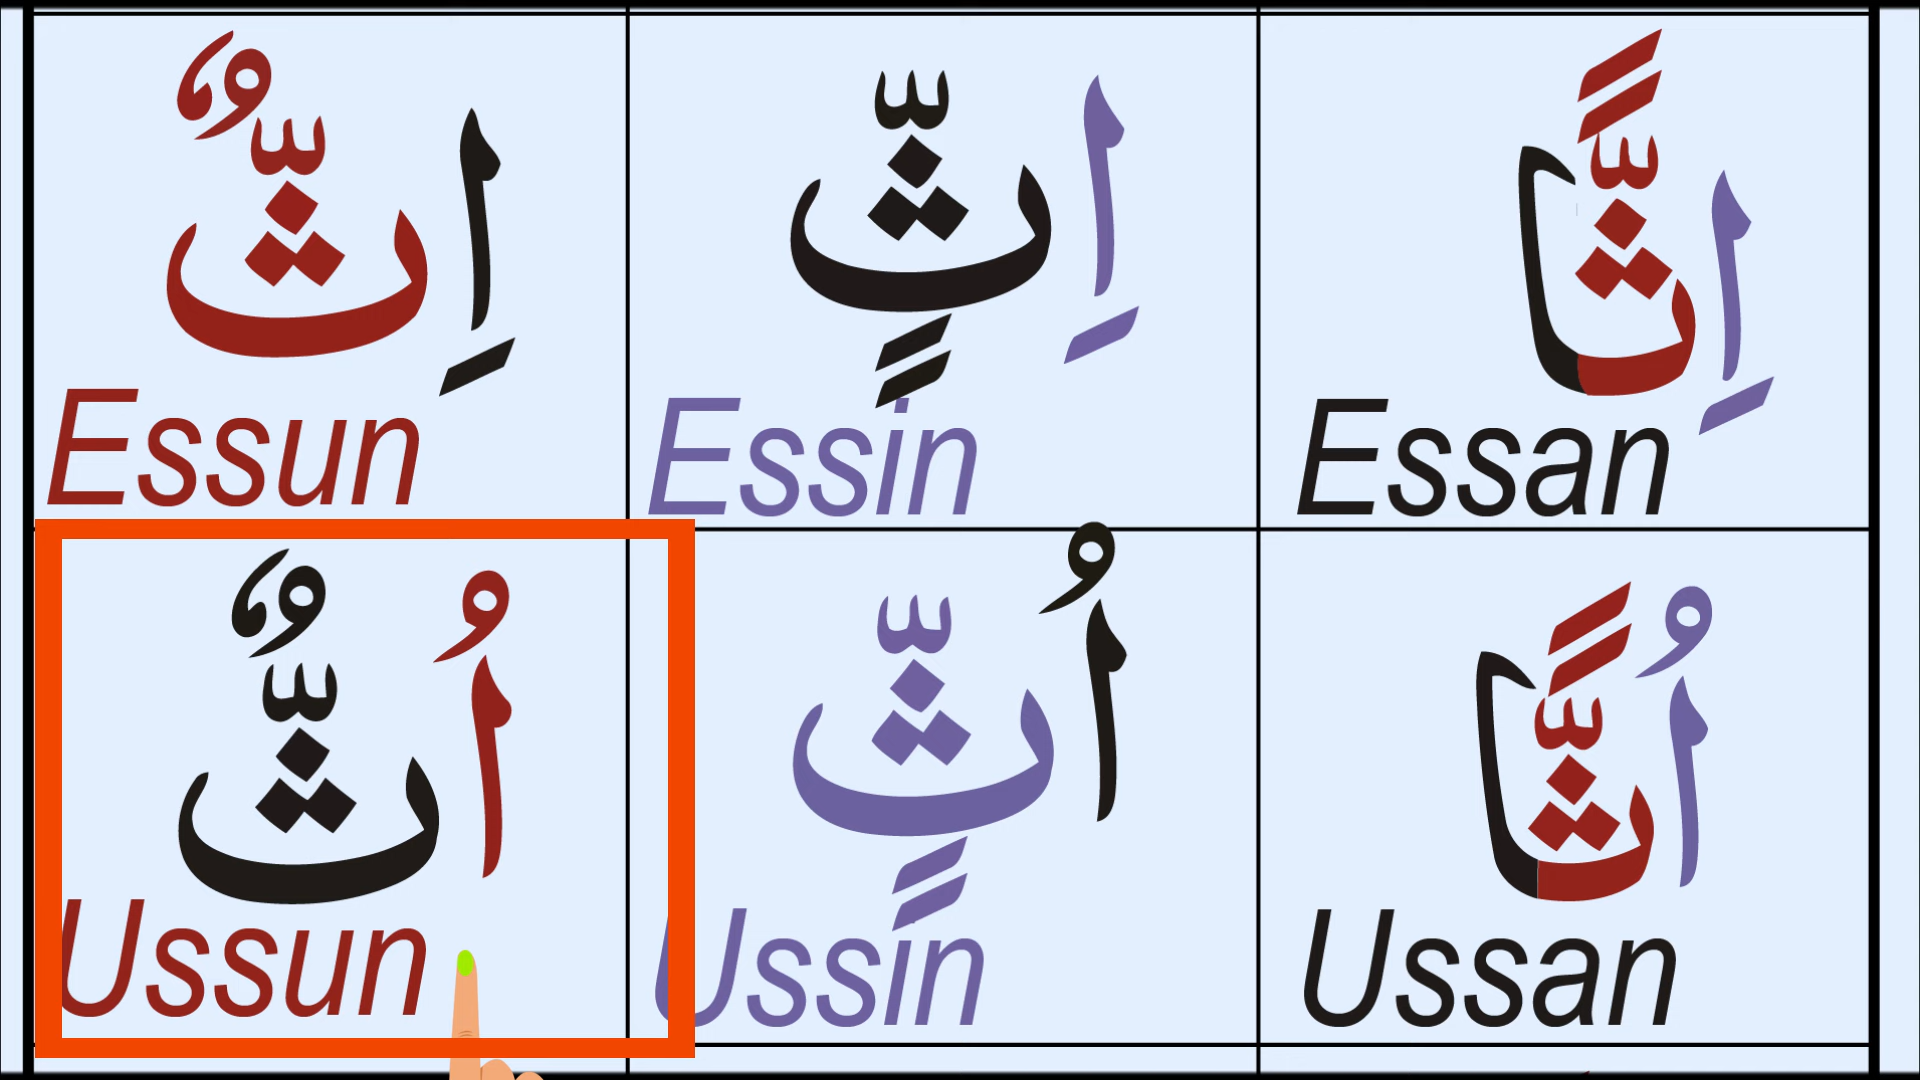 اِثًّا اِثٍّ اِثٌّ
Essun Essin Essan
اُثًّا اُثٍّ اُثٌّ
Ussun Ussin Ussan